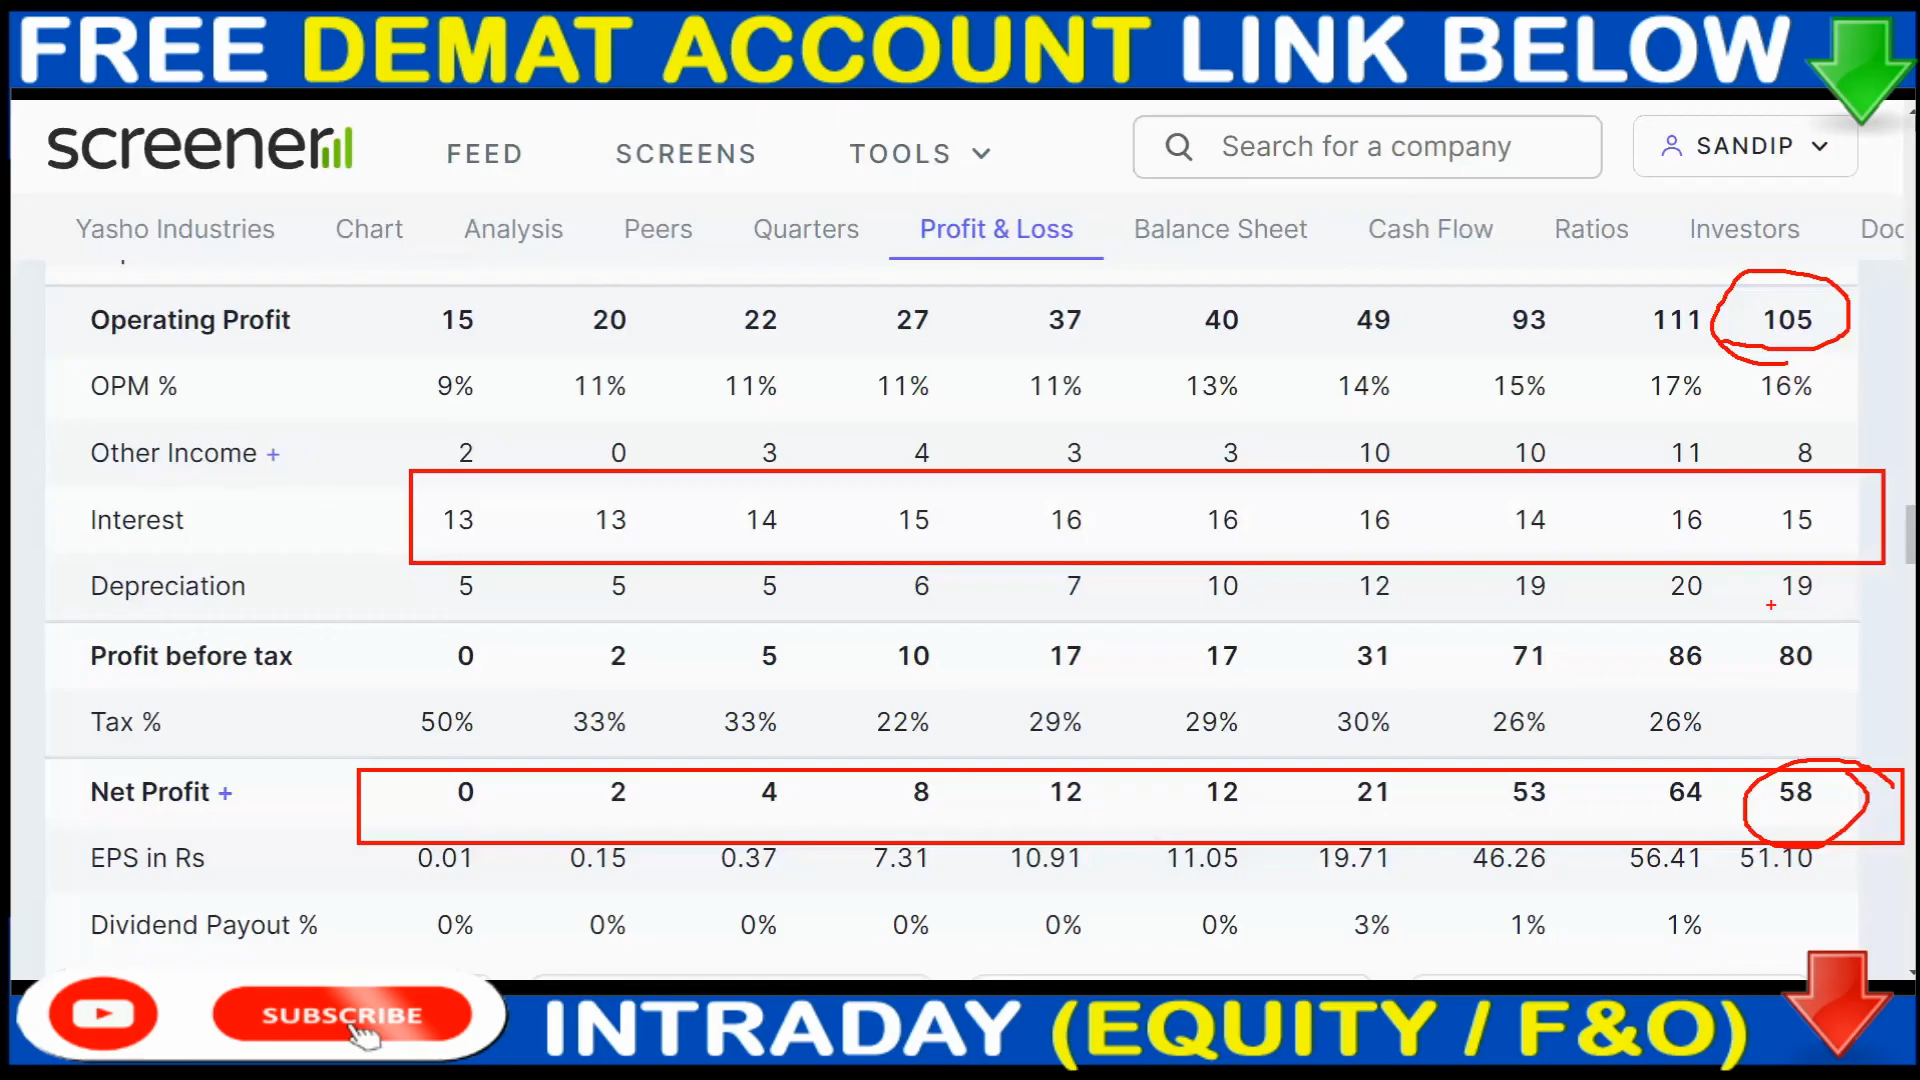 FREE DEMAT ACCOUNT LINK BELOW
screener FEED SCREENS TOOLS Search for a company SANDIP
Yasho Industries Chart Analysis Peers Quarters Profit & Loss Balance Sheet Cash Flow Ratios Investors Doc
Operating Profit 15 20 22 27 37 40 49 93 111 105
OPM % 9% 11% 11% 11% 11% 13% 14% 15% 17% 16%
Other Income + 2 0 3 4 3 3 10 10 11 8
Interest 13 13 14 15 16 16 16 14 16 15
Depreciation 5 5 5 6 7 10 12 19 20 19
Profit before tax 0 2 5 10 17 17 31 71 86 80
Tax % 50% 33% 33% 22% 29% 29% 30% 26% 26%
Net Profit + 0 2 4 8 12 12 21 53 64 58
EPS in Rs 0.01 0.15 0.37 7.31 10.91 11.05 19.71 46.26 56.41 51.10
Dividend Payout % 0% 0% 0% 0% 0% 0% 3% 1% 1%
SUBSCRIBE INTRADAY (EQUITY / F&O)